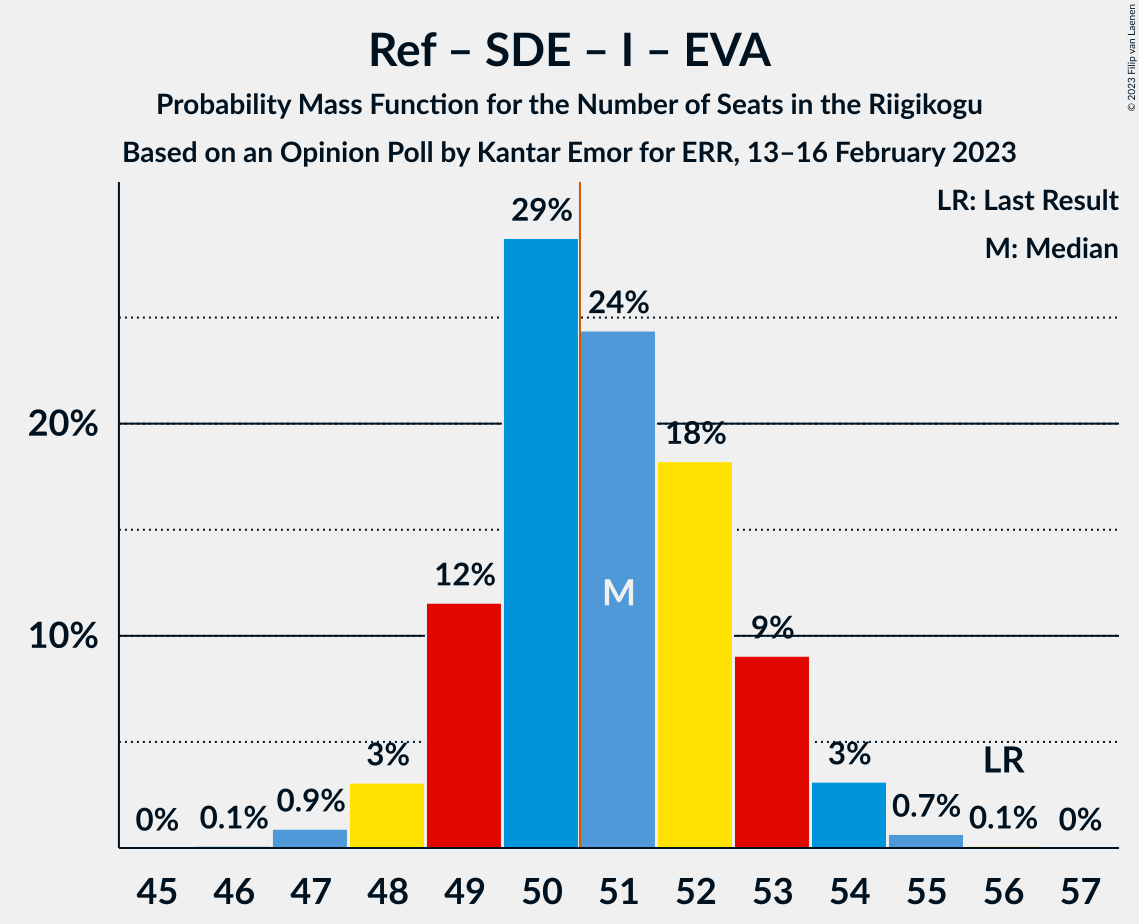 Ref – SDE – I – EVA
Probability Mass Function for the Number of Seats in the Riigikogu
Based on an Opinion Poll by Kantar Emor for ERR, 13–16 February 2023
© 2023 Filip van Laenen
LR: Last Result
M: Median
29%
24%
20%
18%
12%
M
10%
9%
3%
3%
LR
0%
0.1%
0.9%
0.7%
0.1%
0%
45 46 47 48 49 50 51 52 53 54 55 56 57